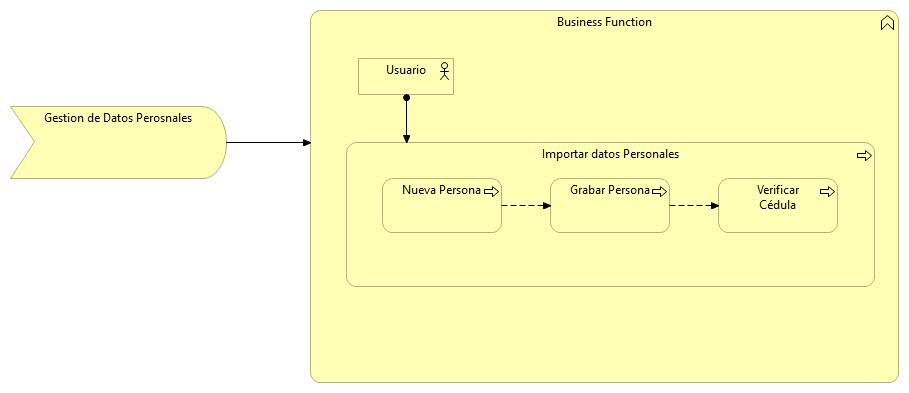 Business Function
Usuario
Gestion de Datos Perosnales
Importar datos Personales
Nueva Persona
Grabar Persona
Verificar
Cédula